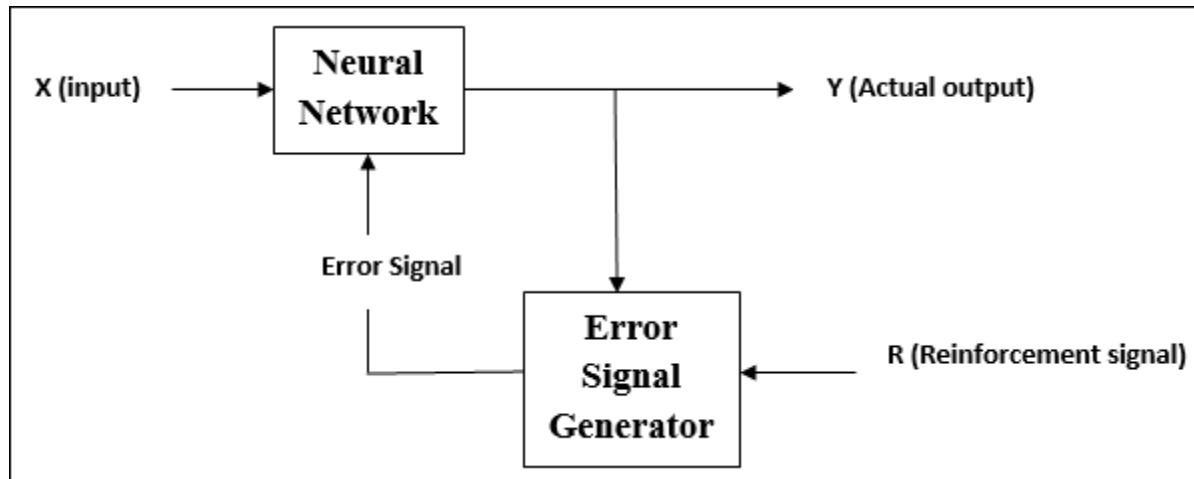 X (input)
Neural
Network
Y (Actual output)
Error Signal
Error
Signal
Generator
R (Reinforcement signal)